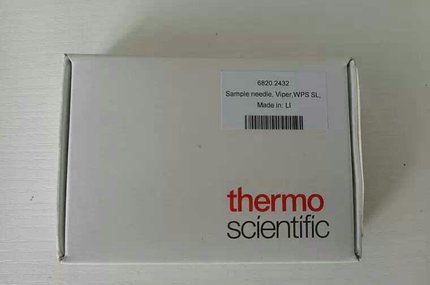 6820.2432
Sample needle, Viper,WPS SL,
Made in: LI
thermo
scientific